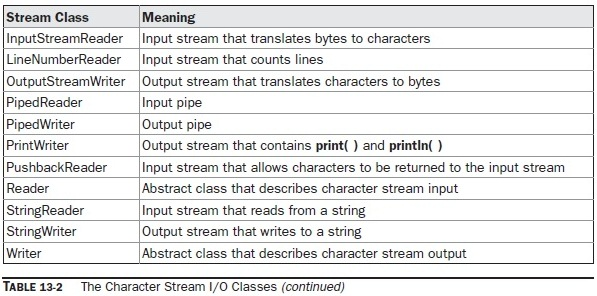 Stream Class Meaning
InputStreamReader Input stream that translates bytes to characters
LineNumberReader Input stream that counts lines
OutputStreamWriter Output stream that translates characters to bytes
PipedReader Input pipe
PipedWriter Output pipe
PrintWriter Output stream that contains print( ) and println( )
PushbackReader Input stream that allows characters to be returned to the input stream
Reader Abstract class that describes character stream input
StringReader Input stream that reads from a string
StringWriter Output stream that writes to a string
Writer Abstract class that describes character stream output
TABLE 13-2 The Character Stream I/O Classes (continued)